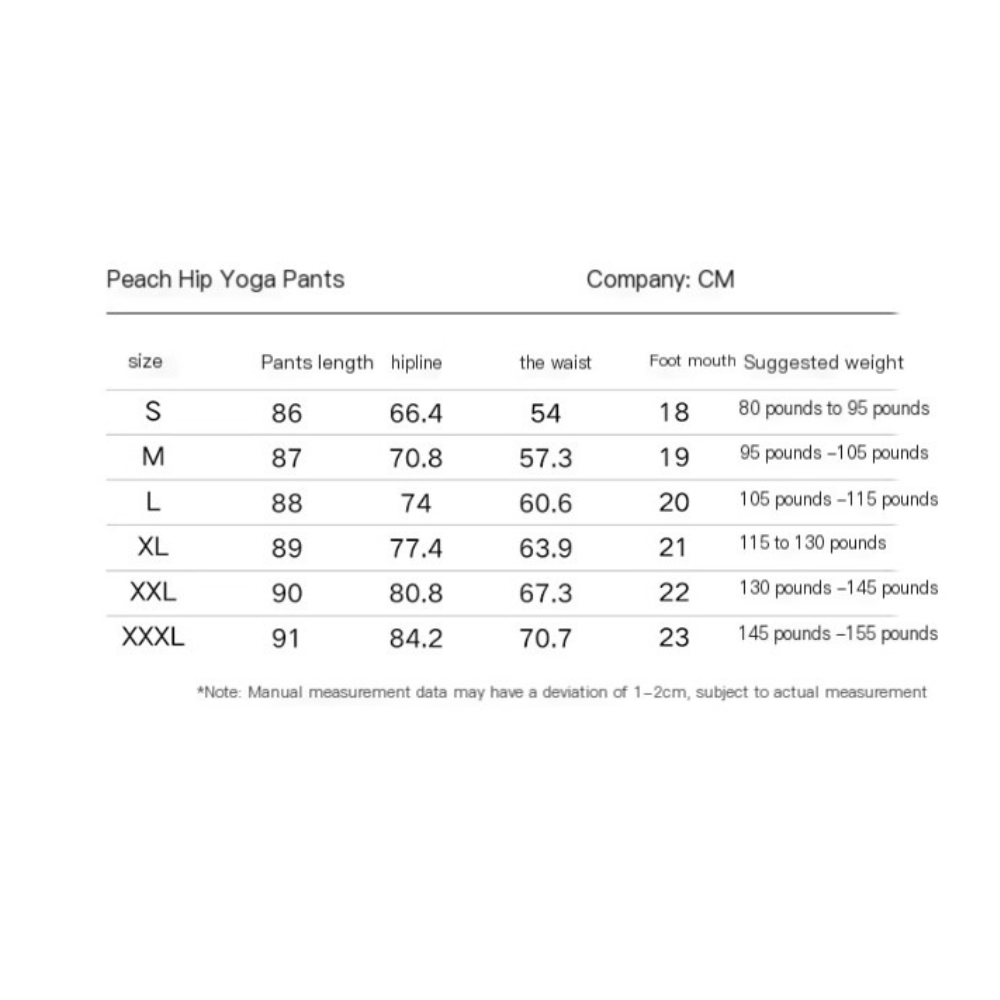 Peach Hip Yoga Pants Company: CM
size Pants length hipline the waist Foot mouth Suggested weight
S 86 66.4 54 18 80 pounds to 95 pounds
M 87 70.8 57.3 19 95 pounds –105 pounds
L 88 74 60.6 20 105 pounds –115 pounds
XL 89 77.4 63.9 21 115 to 130 pounds
XXL 90 80.8 67.3 22 130 pounds –145 pounds
XXXL 91 84.2 70.7 23 145 pounds –155 pounds
*Note: Manual measurement data may have a deviation of 1–2cm, subject to actual measurement